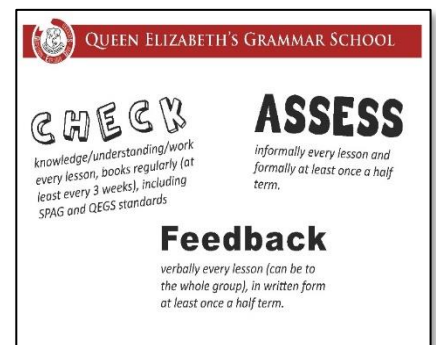 QUEEN ELIZABETH'S GRAMMAR SCHOOL
CHECK
knowledge/understanding/work
every lesson, books regularly (at
least every 3 weeks), including
SPAG and QEGS standards
ASSESS
informally every lesson and
formally at least once a half
term.
Feedback
verbally every lesson (can be to
the whole group), in written form
at least once a half term.